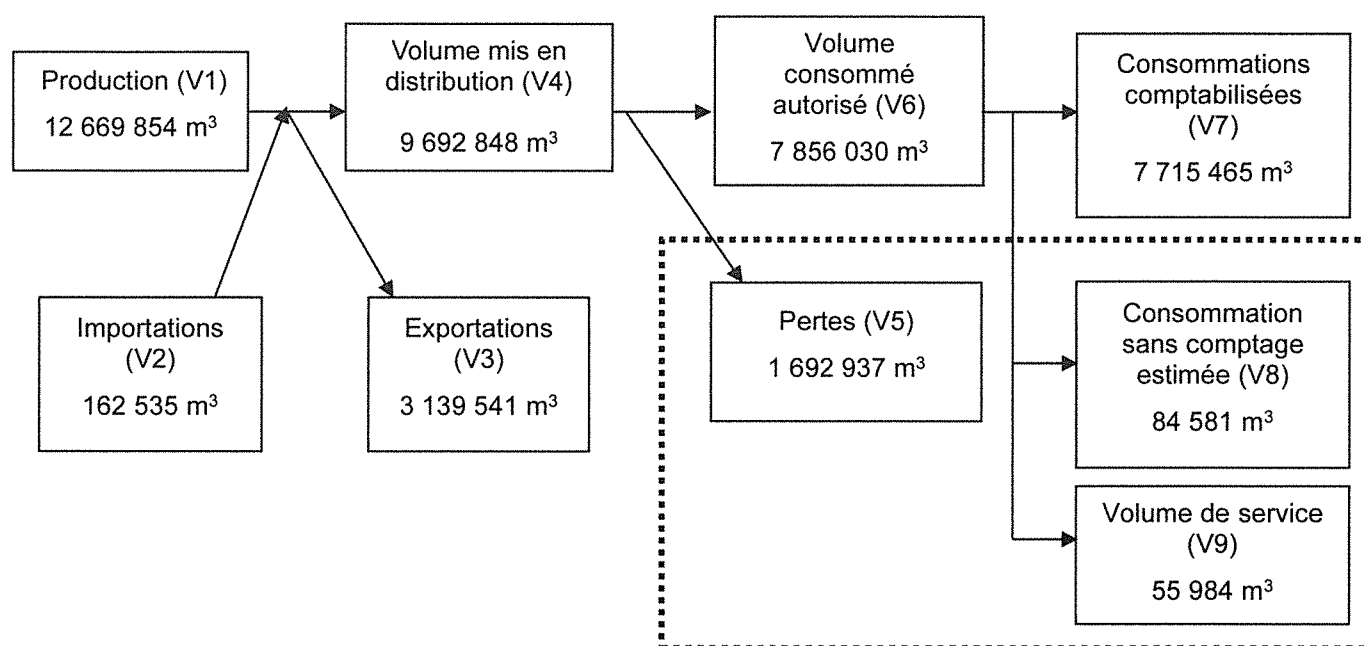 Production (V1)
12 669 854 m³
Volume mis en
distribution (V4)
9 692 848 m³
Volume
consommé
autorisé (V6)
7 856 030 m³
Consommations
comptabilisées
(V7)
7 715 465 m³
Importations
(V2)
162 535 m³
Exportations
(V3)
3 139 541 m³
Pertes (V5)
1 692 937 m³
Consommation
sans comptage
estimée (V8)
84 581 m³
Volume de service
(V9)
55 984 m³